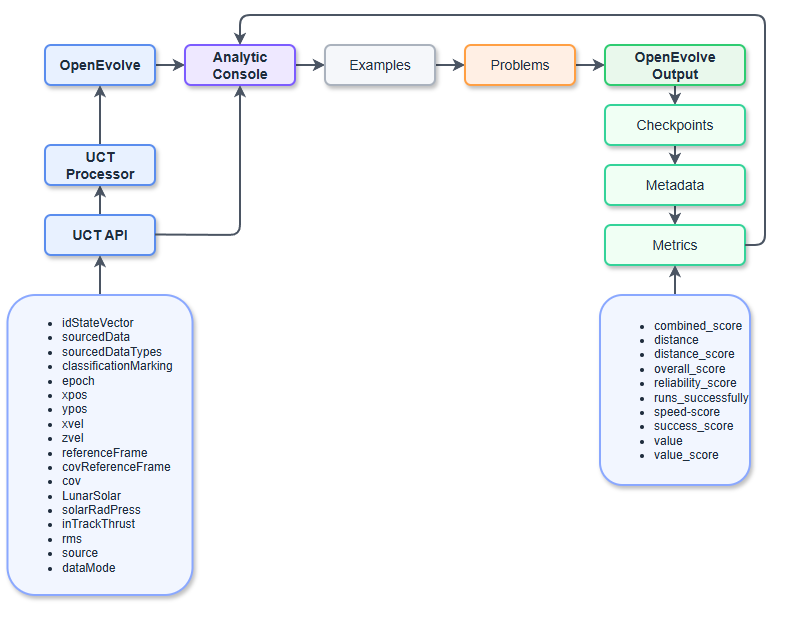 OpenEvolve
Analytic
Console
Examples
Problems
OpenEvolve
Output
Checkpoints
Metadata
Metrics
UCT
Processor
UCT API
idStateVector
sourcedData
sourcedDataTypes
classificationMarking
epoch
xpos
ypos
xvel
zvel
referenceFrame
covReferenceFrame
cov
LunarSolar
solarRadPress
inTrackThrust
rms
source
dataMode
combined_score
distance
distance_score
overall_score
reliability_score
runs_successfully
speed-score
success_score
value
value_score